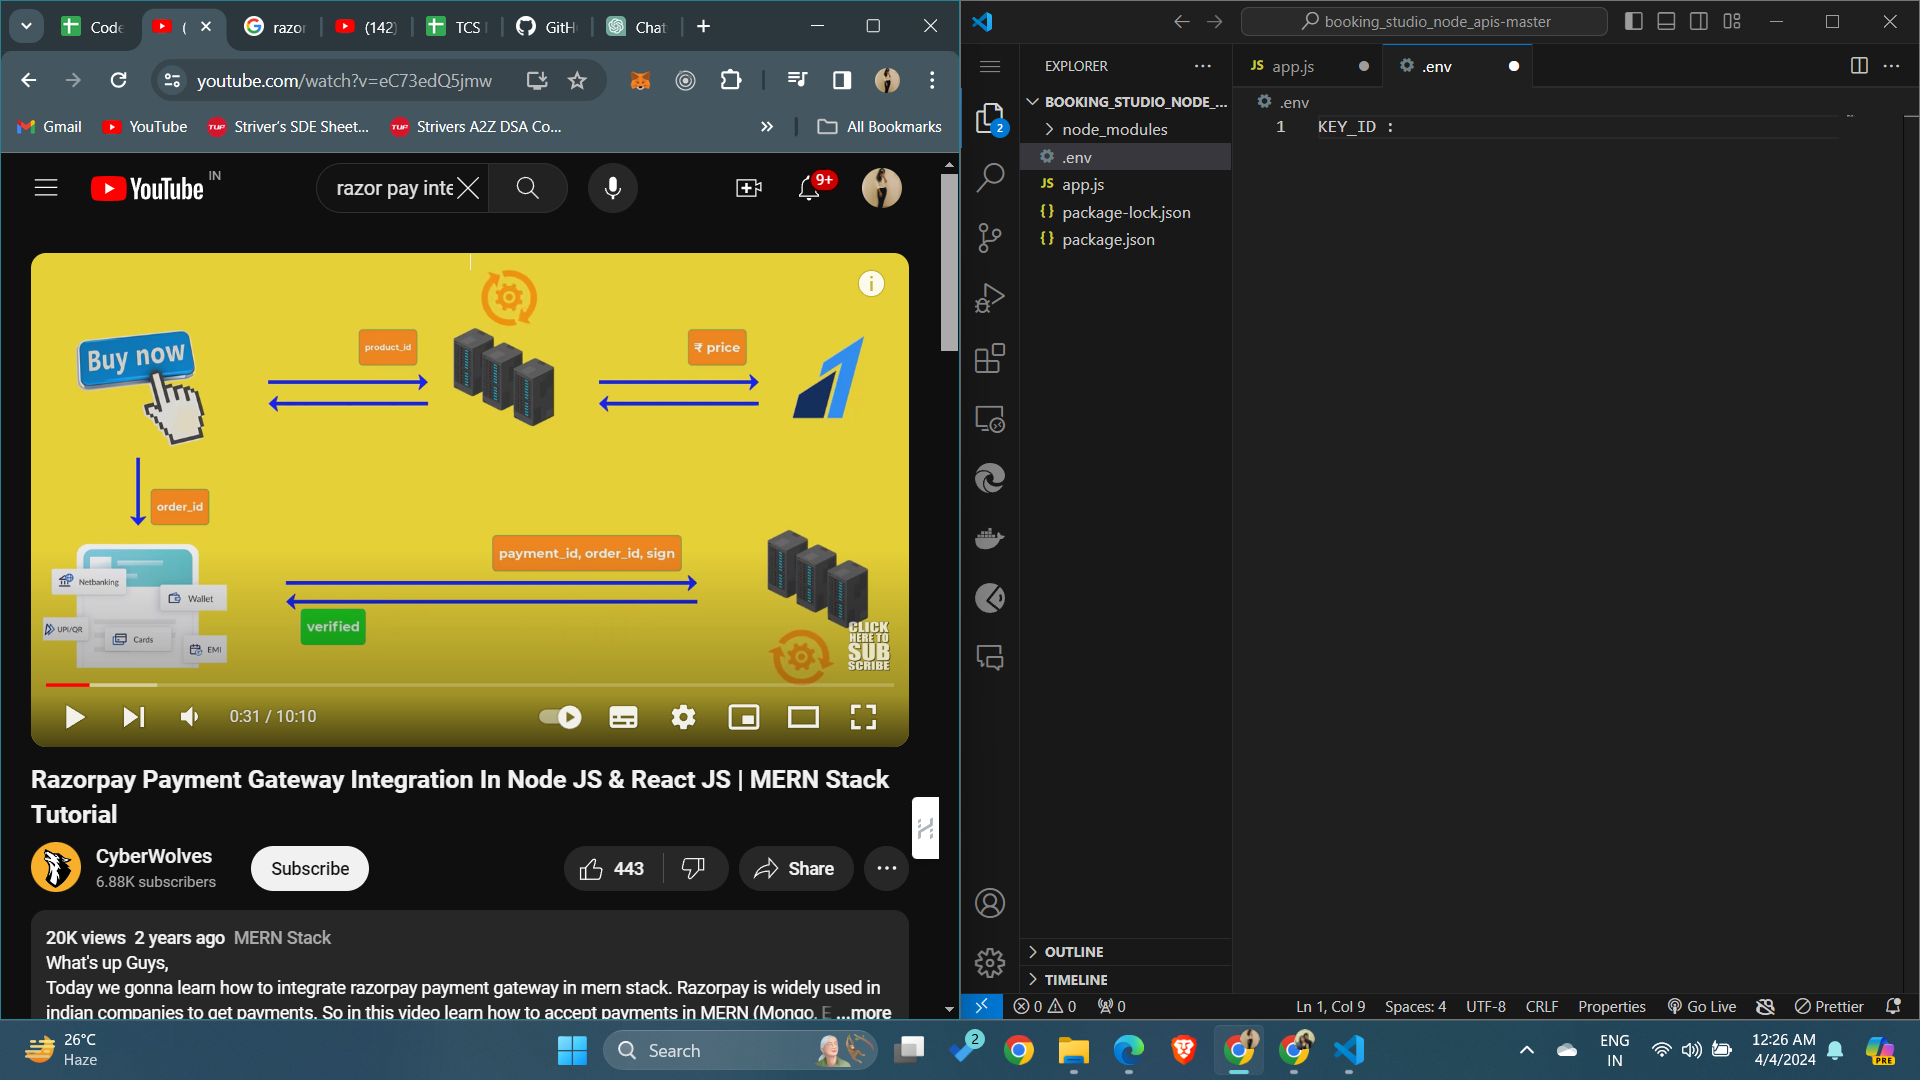 Code
(
razor
(142)
TCS
GitH
Chat
youtube.com/watch?v=eC73edQ5jmw
Gmail
YouTube
Striver's SDE Sheet...
Strivers A2Z DSA Co...
»
All Bookmarks
YouTube IN
razor pay inte
9+
Buy now
product_id
₹ price
order_id
payment_id, order_id, sign
Netbanking
Wallet
UPI/QR
Cards
EMI
verified
CLICK
HERE TO
SUB
SCRIBE
0:31 / 10:10
Razorpay Payment Gateway Integration In Node JS & React JS | MERN Stack
Tutorial
CyberWolves
6.88K subscribers
Subscribe
443
Share
20K views 2 years ago MERN Stack
What's up Guys,
Today we gonna learn how to integrate razorpay payment gateway in mern stack. Razorpay is widely used in
indian companies to get payments. So in this video learn how to accept payments in MERN (Mongo, E ...more
booking_studio_node_apis-master
EXPLORER
JS app.js
.env
BOOKING_STUDIO_NODE_...
node_modules
.env
JS app.js
{} package-lock.json
{} package.json
.env
1 KEY_ID :
2
OUTLINE
TIMELINE
0 0 0
Ln 1, Col 9 Spaces: 4 UTF-8 CRLF Properties Go Live Prettier
26°C
Haze
Search
2
PRE
ENG
IN
12:26 AM
4/4/2024